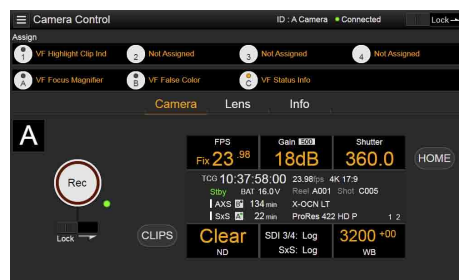 Camera Control ID : A Camera Connected Lock
Assign
1 VF Highlight Clip Ind 2 Not Assigned 3 Not Assigned 4 Not Assigned
A VF Focus Magnifier B VF False Color C VF Status Info
Camera Lens Info
A
FPS Gain 500 Shutter
Fix 23 .98 18dB 360.0 HOME
TCG 10:37:58:00 23.98fps 4K 17:9
Rec Stby BAT 16.0V Reel A001 Shot C005
AXS A 134 min X-OCN LT
SxS A 22 min ProRes 422 HD P 1 2
Lock CLIPS Clear SDI 3/4: Log 3200 +00
ND SxS: Log WB